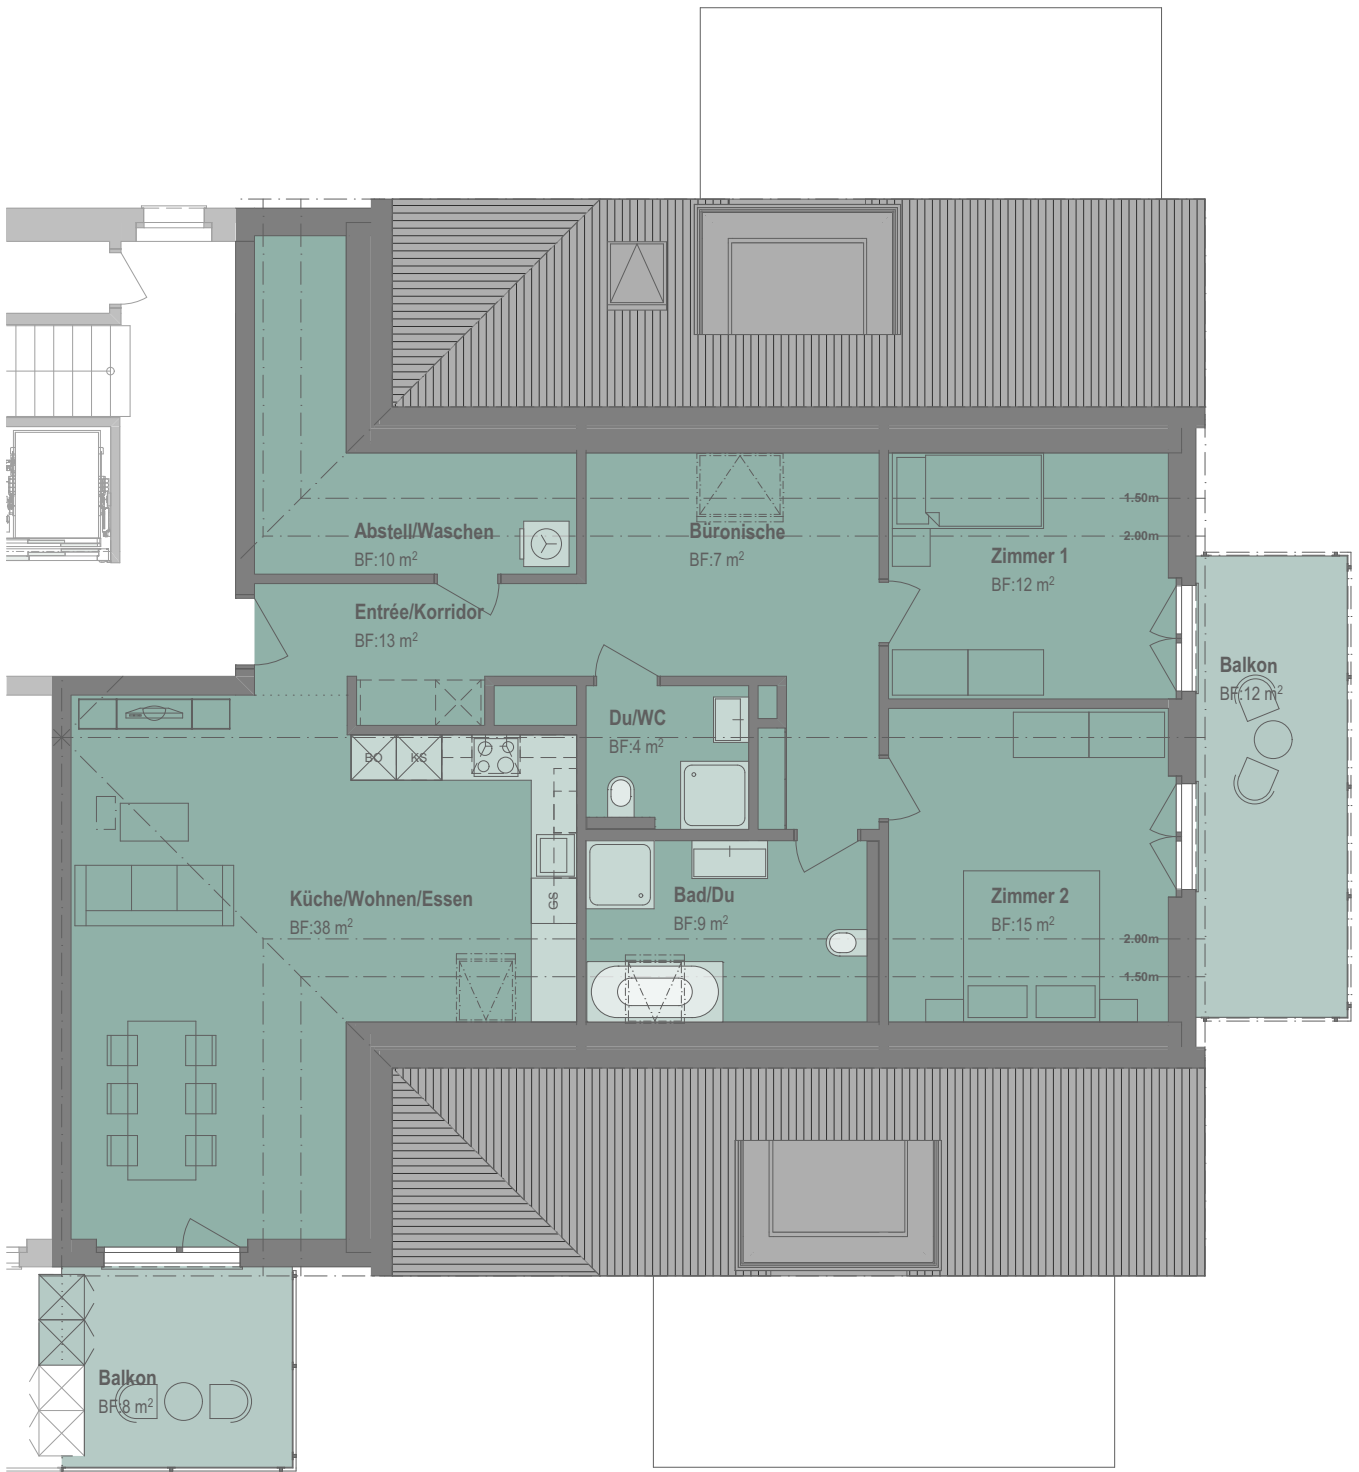 1.50m
Abstell/Waschen
BF:10 m²
Büronische
BF:7 m²
2.00m
Zimmer 1
BF:12 m²
Entrée/Korridor
BF:13 m²
Balkon
BF:12 m²
Du/WC
BF:4 m²
BO
KS
Küche/Wohnen/Essen
BF:38 m²
GS
Bad/Du
BF:9 m²
Zimmer 2
BF:15 m²
2.00m
1.50m
Balkon
BF:8 m²